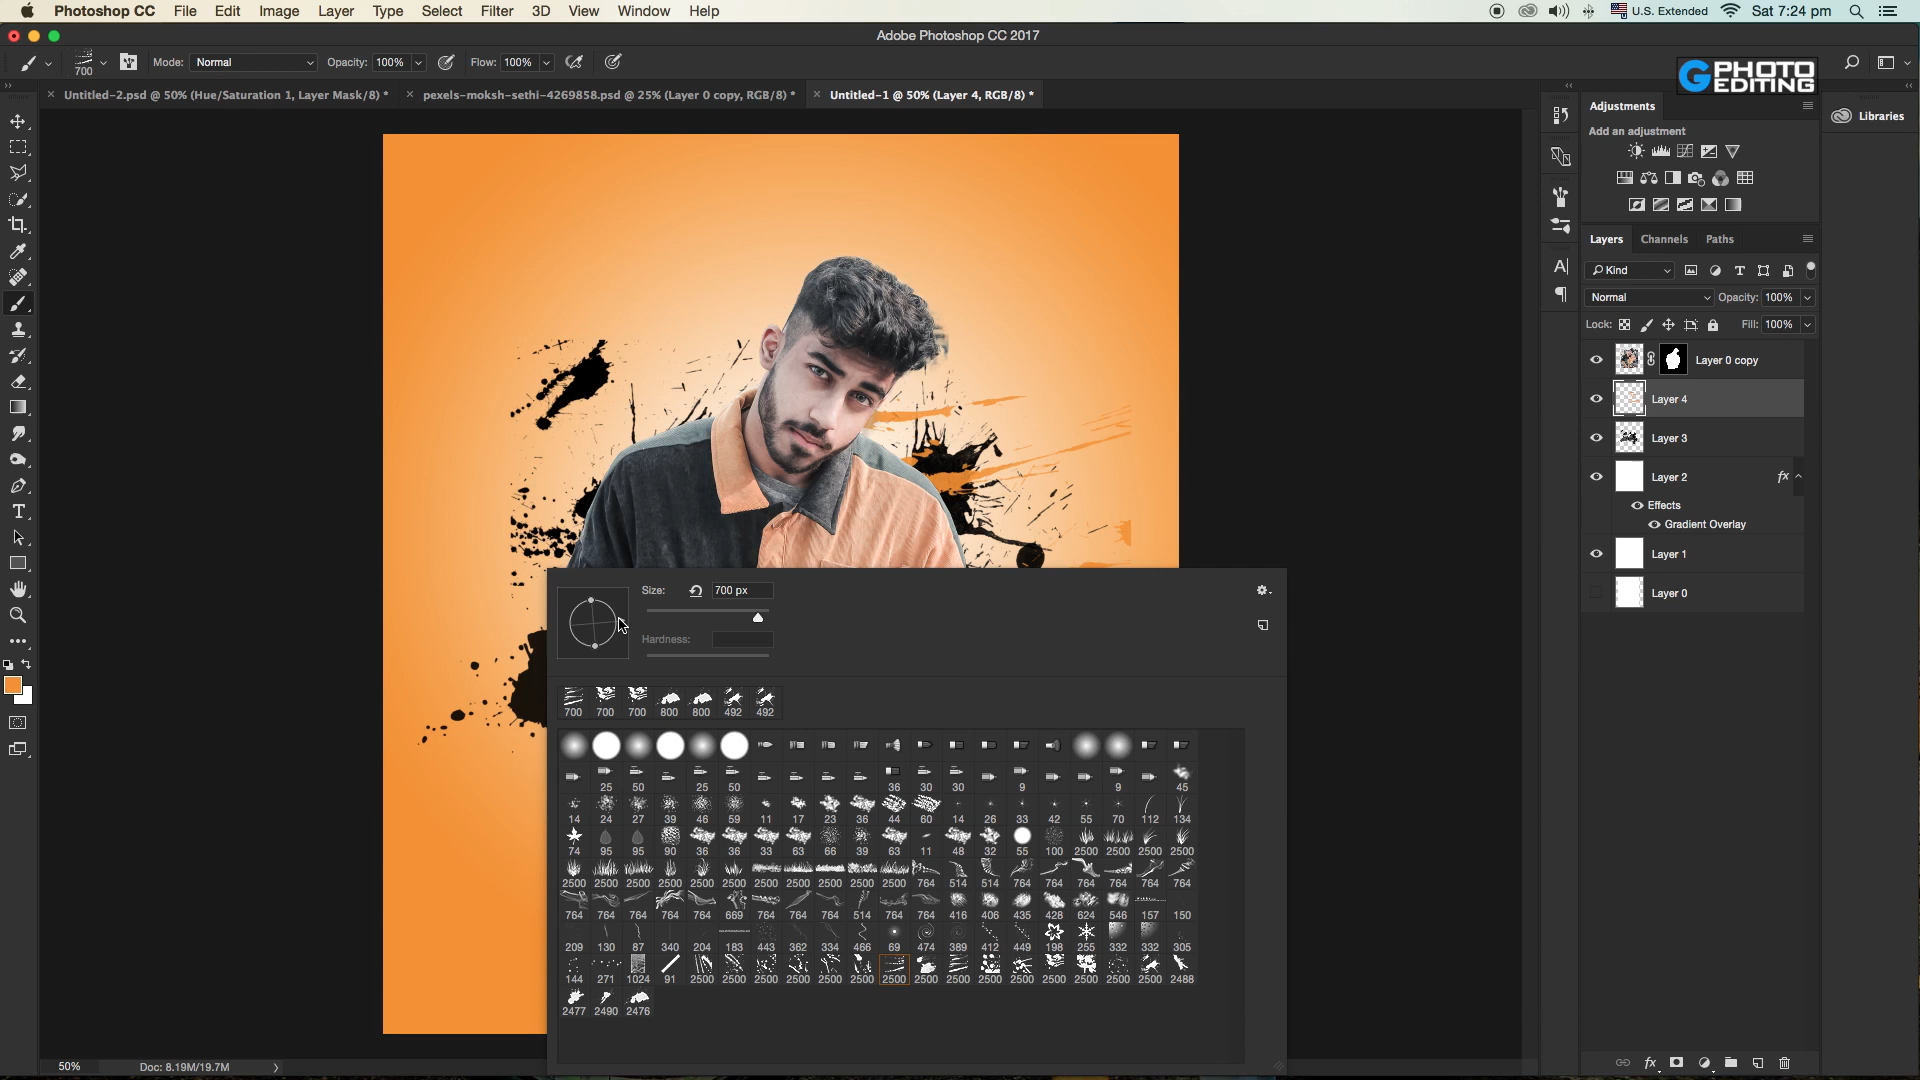 Photoshop CC File Edit Image Layer Type Select Filter 3D View Window Help U.S. Extended Sat 7:24 pm
Adobe Photoshop CC 2017
700 Mode: Normal Opacity: 100% Flow: 100%
G PHOTO EDITING
Untitled-2.psd @ 50% (Hue/Saturation 1, Layer Mask/8) * pexels-moksh-sethi-4269858.psd @ 25% (Layer 0 copy, RGB/8) * Untitled-1 @ 50% (Layer 4, RGB/8) *
Adjustments
Libraries
Add an adjustment
Layers Channels Paths
Kind
Normal Opacity: 100%
Lock: Fill: 100%
Layer 0 copy
Layer 4
Layer 3
Layer 2 fx
Effects
Gradient Overlay
Layer 1
Layer 0
Size: 700 px
Hardness:
700 700 700 800 800 492 492
25 50 25 50 36 30 30 9 9 45
14 24 27 39 46 59 11 17 23 36 44 60 14 26 33 42 55 70 112 134
74 95 95 90 36 36 33 63 66 39 63 11 48 32 55 100 2500 2500 2500 2500
2500 2500 2500 2500 2500 2500 2500 2500 2500 2500 2500 764 514 514 764 764 764 764 764 764
764 764 764 764 764 669 764 764 764 514 764 764 416 406 435 428 624 546 157 150
209 130 87 340 204 183 443 362 334 466 69 474 389 412 449 198 255 332 332 305
144 271 1024 91 2500 2500 2500 2500 2500 2500 2500 2500 2500 2500 2500 2500 2500 2500 2500 2488
2477 2490 2476
50% Doc: 8.19M/19.7M
fx